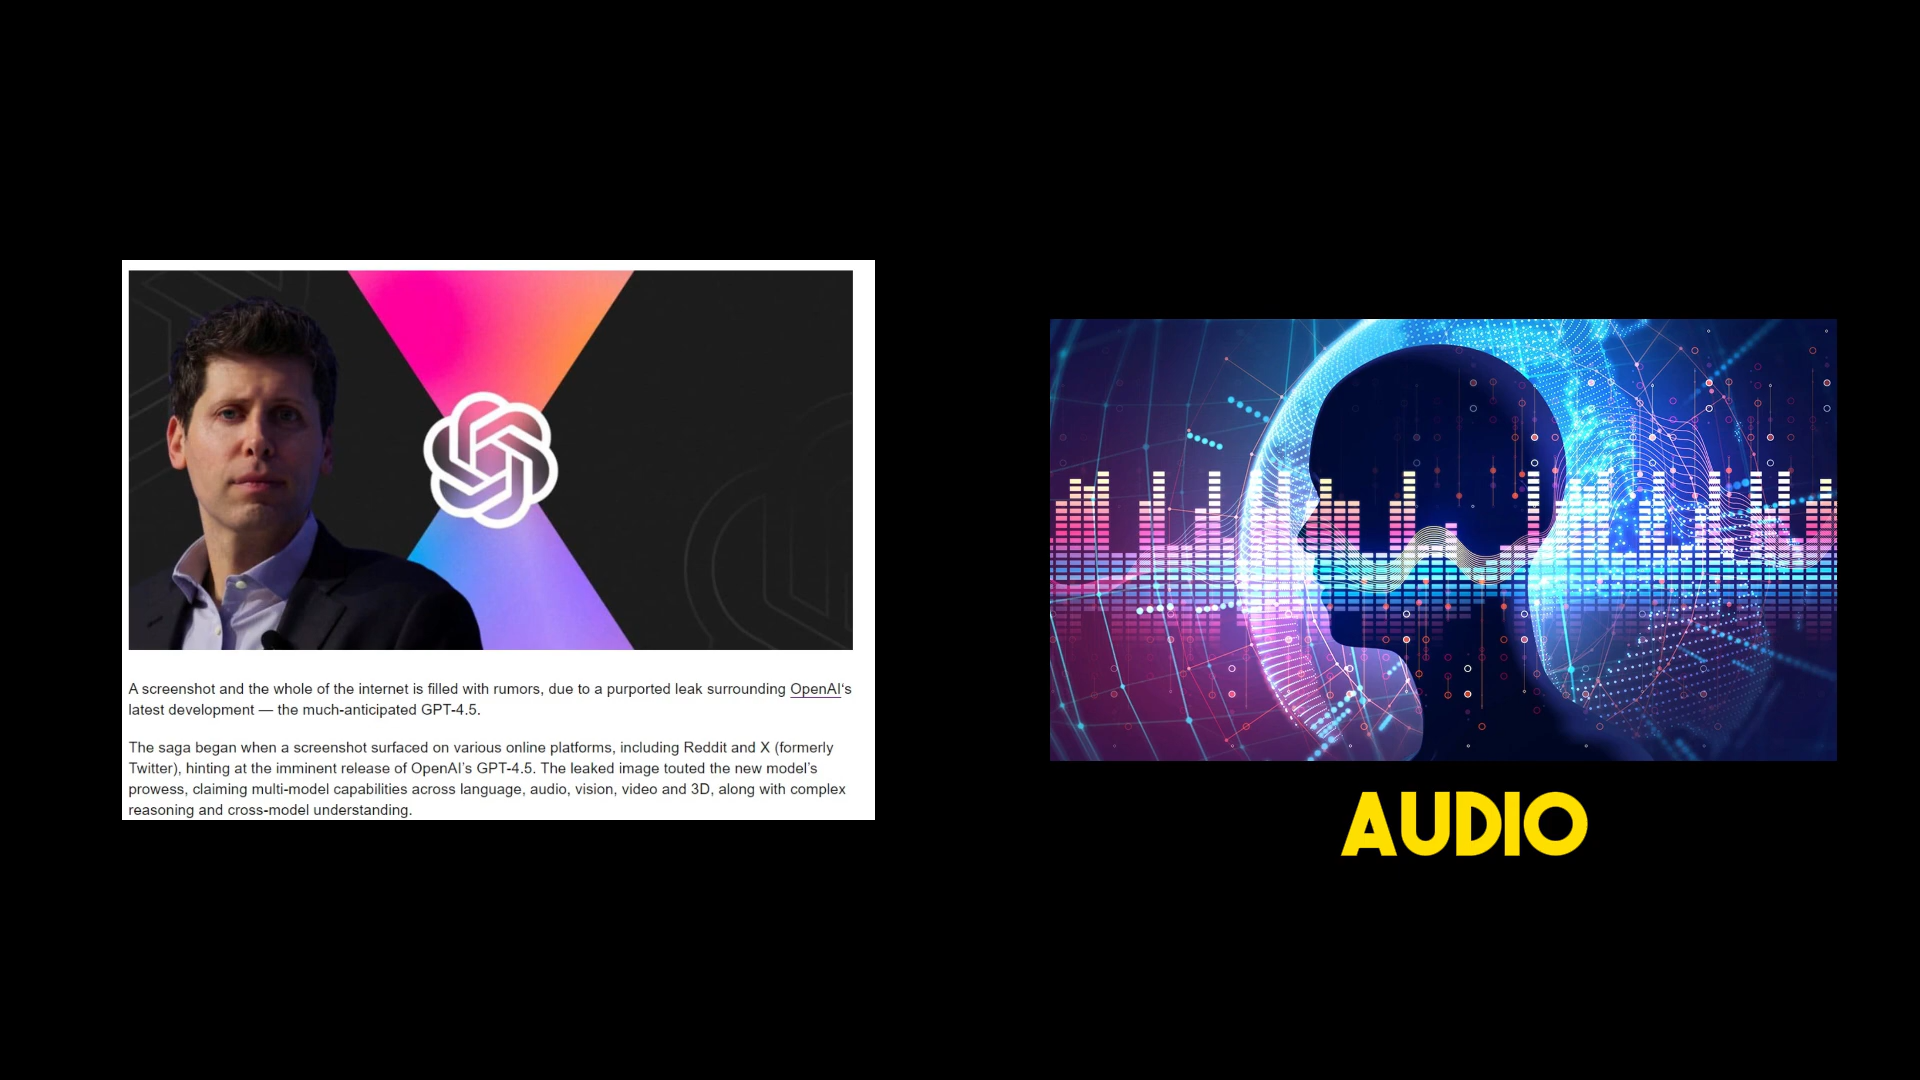 A screenshot and the whole of the internet is filled with rumors, due to a purported leak surrounding OpenAI‘s
latest development — the much-anticipated GPT-4.5.
The saga began when a screenshot surfaced on various online platforms, including Reddit and X (formerly
Twitter), hinting at the imminent release of OpenAI’s GPT-4.5. The leaked image touted the new model’s
prowess, claiming multi-model capabilities across language, audio, vision, video and 3D, along with complex
reasoning and cross-model understanding.
AUDIO